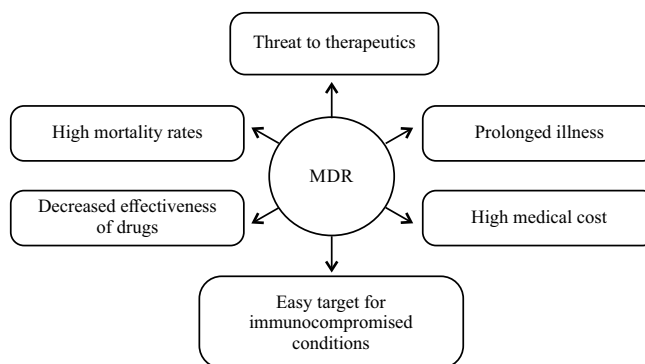 Threat to therapeutics
High mortality rates
Prolonged illness
MDR
Decreased effectiveness
of drugs
High medical cost
Easy target for
immunocompromised
conditions